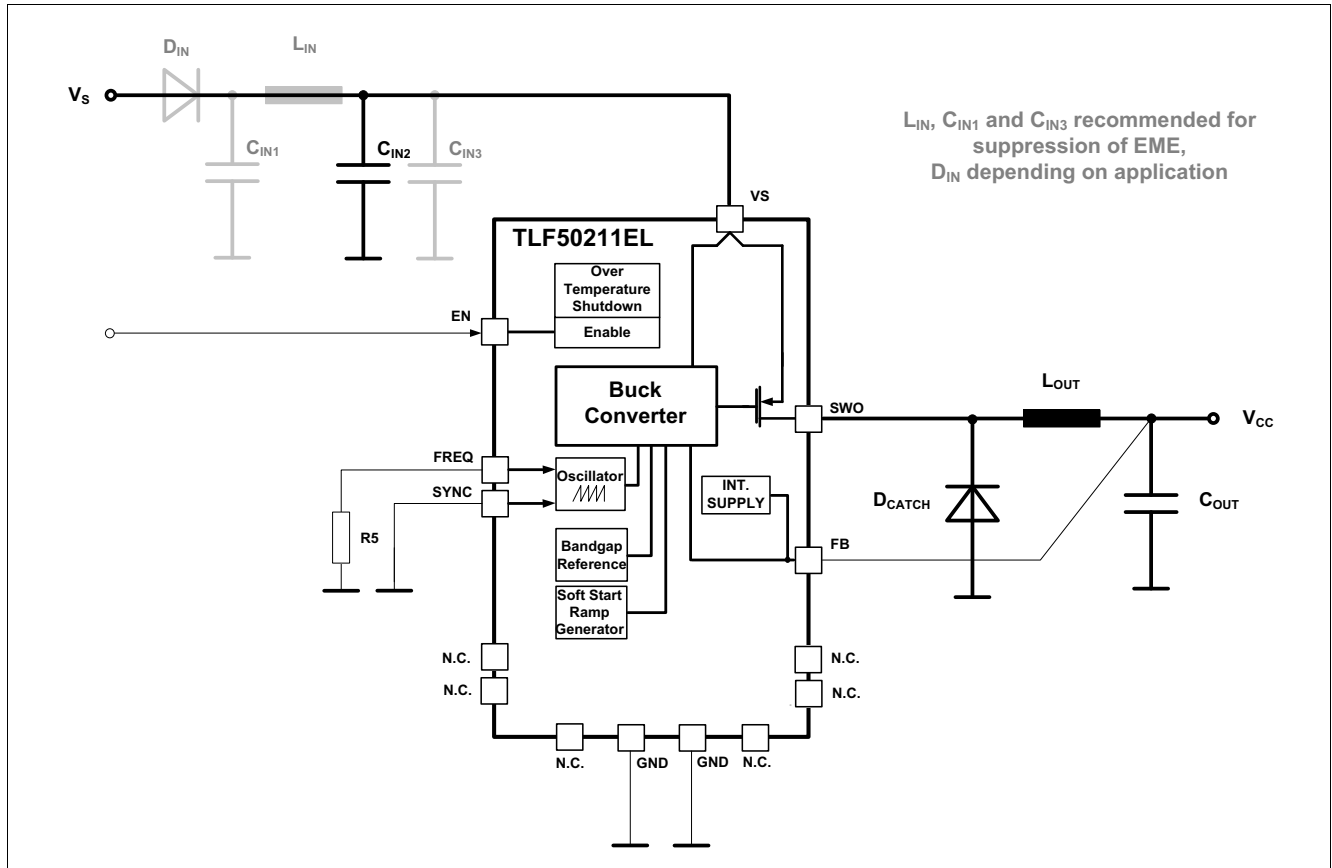 D_IN
L_IN
V_S
C_IN1
C_IN2
C_IN3
L_IN, C_IN1 and C_IN3 recommended for
suppression of EME,
D_IN depending on application
VS
TLF50211EL
Over
Temperature
Shutdown
EN
Enable
Buck
Converter
SWO
L_OUT
V_CC
FREQ
SYNC
Oscillator
INT.
SUPPLY
D_CATCH
C_OUT
R5
FB
Bandgap
Reference
Soft Start
Ramp
Generator
N.C.
N.C.
N.C.
N.C.
N.C.
GND
GND
N.C.